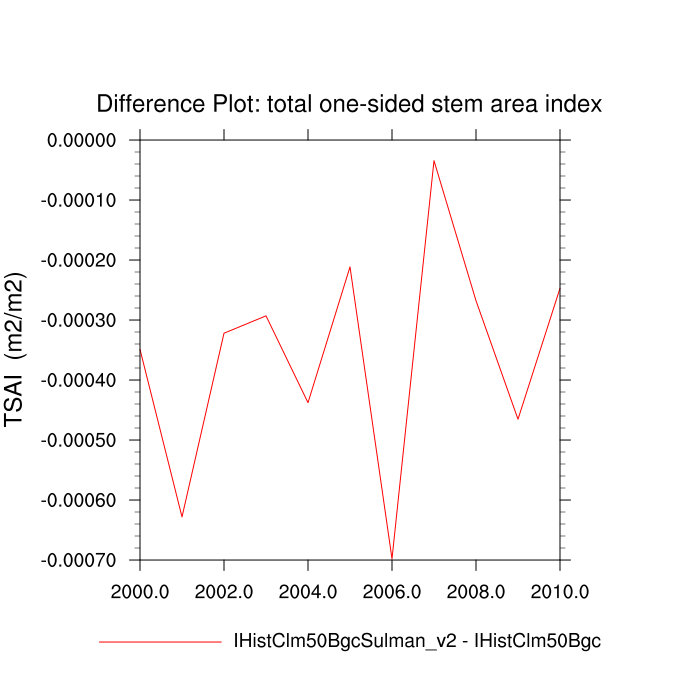 Difference Plot: total one-sided stem area index
0.00000
-0.00010
-0.00020
-0.00030
-0.00040
-0.00050
-0.00060
-0.00070
TSAI (m2/m2)
2000.0 2002.0 2004.0 2006.0 2008.0 2010.0
IHistClm50BgcSulman_v2 - IHistClm50Bgc